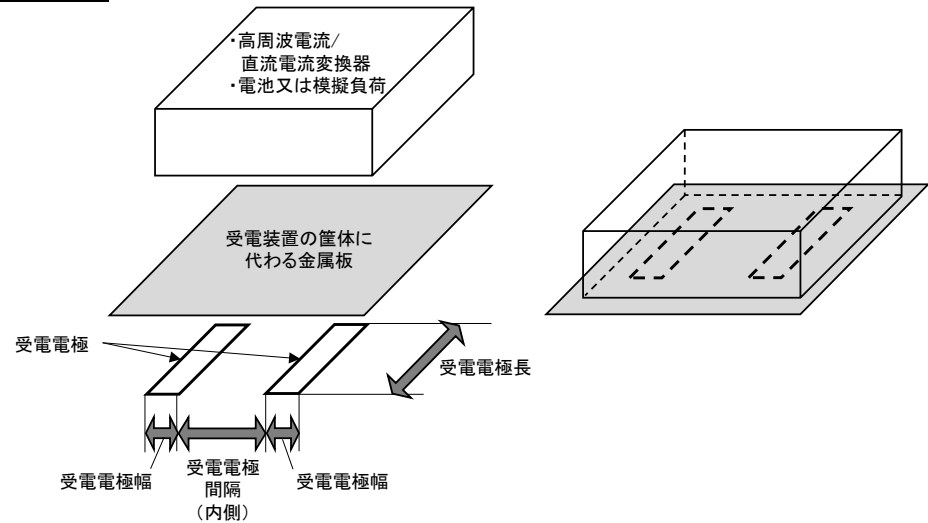 ・高周波電流/
直流電流変換器
・電池又は模擬負荷
受電装置の筐体に
代わる金属板
受電電極
受電電極長
受電電極幅
受電電極
間隔
(内側)
受電電極幅